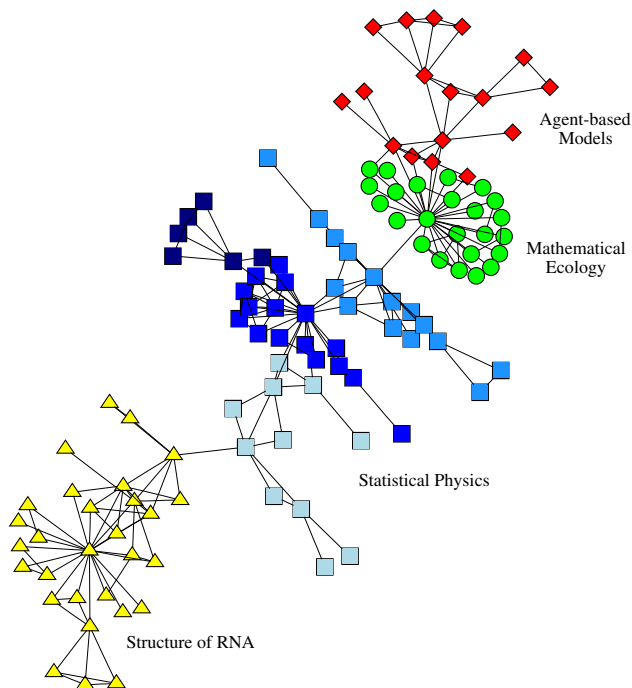 Agent-based
Models
Mathematical
Ecology
Statistical Physics
Structure of RNA